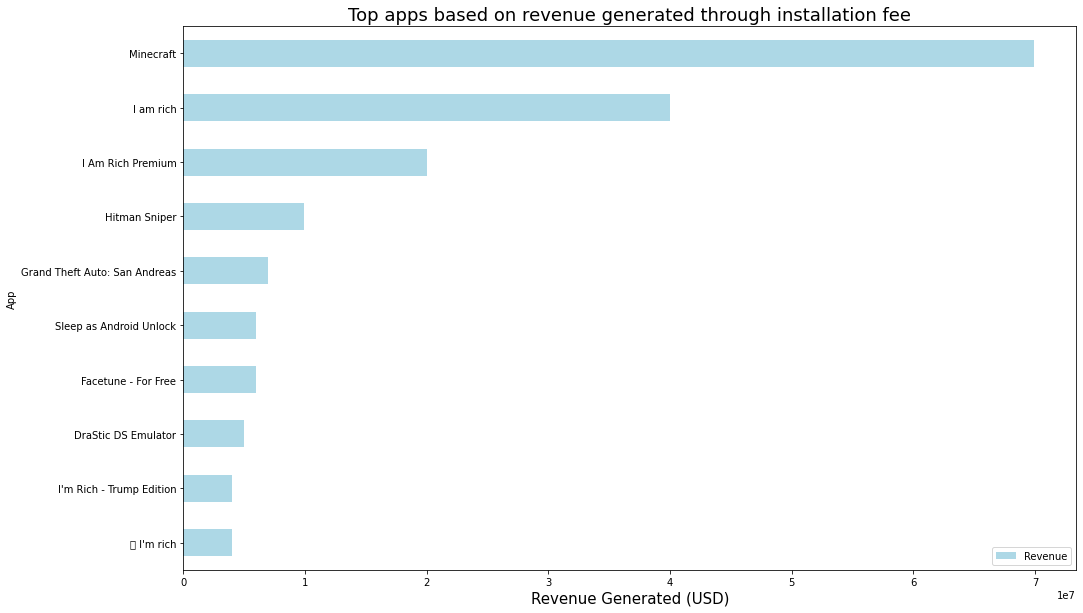 Top apps based on revenue generated through installation fee
Minecraft
I am rich
I Am Rich Premium
Hitman Sniper
Grand Theft Auto: San Andreas
Sleep as Android Unlock
Facetune - For Free
DraStic DS Emulator
I'm Rich - Trump Edition
I'm rich
App
Revenue
0 1 2 3 4 5 6 7
1e7
Revenue Generated (USD)